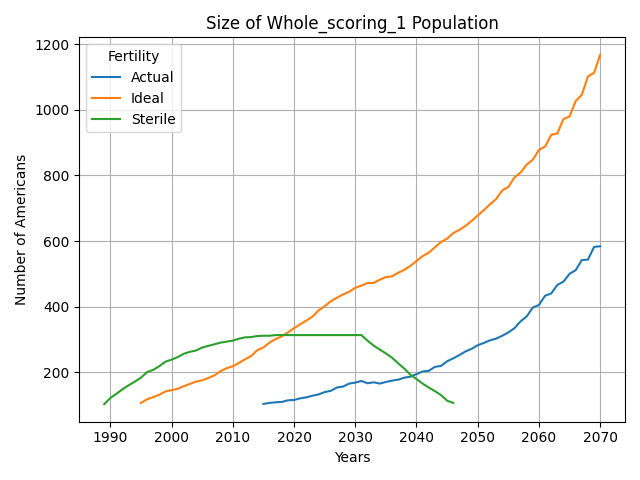 Size of Whole_scoring_1 Population
Number of Americans
1200
1000
800
600
400
200
Fertility
Actual
Ideal
Sterile
1990 2000 2010 2020 2030 2040 2050 2060 2070
Years